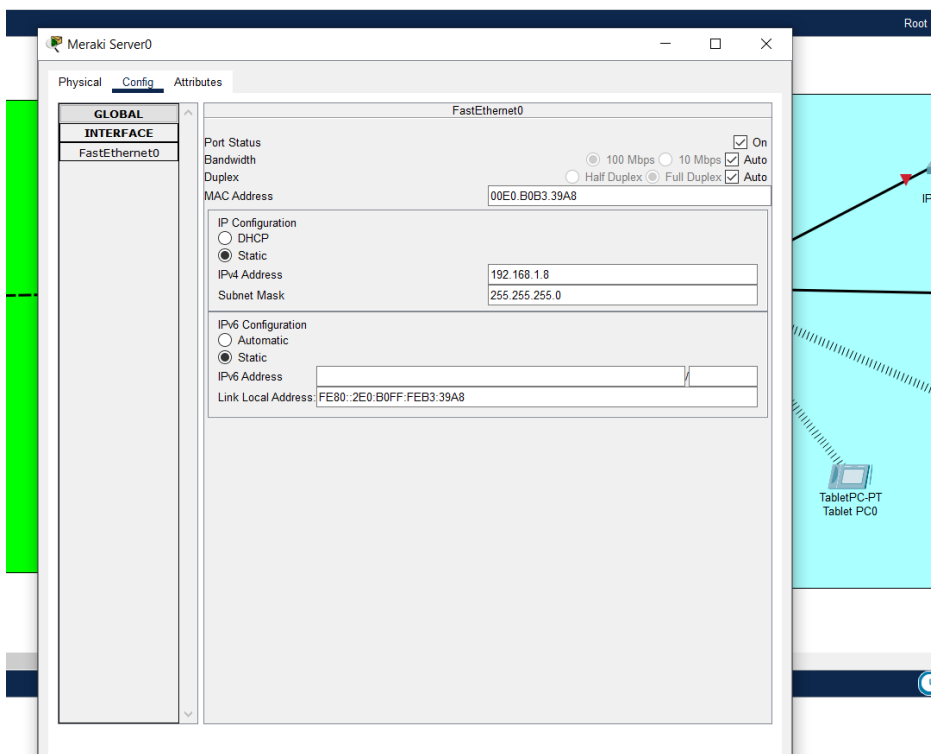 Root
Meraki Server0
Physical Config Attributes
GLOBAL
INTERFACE
FastEthernet0
FastEthernet0
Port Status On
Bandwidth 100 Mbps 10 Mbps Auto
Duplex Half Duplex Full Duplex Auto
MAC Address 00E0.B0B3.39A8
IP Configuration
DHCP
Static
IPv4 Address 192.168.1.8
Subnet Mask 255.255.255.0
IPv6 Configuration
Automatic
Static
IPv6 Address /
Link Local Address: FE80::2E0:B0FF:FEB3:39A8
IP
TabletPC-PT
Tablet PC0